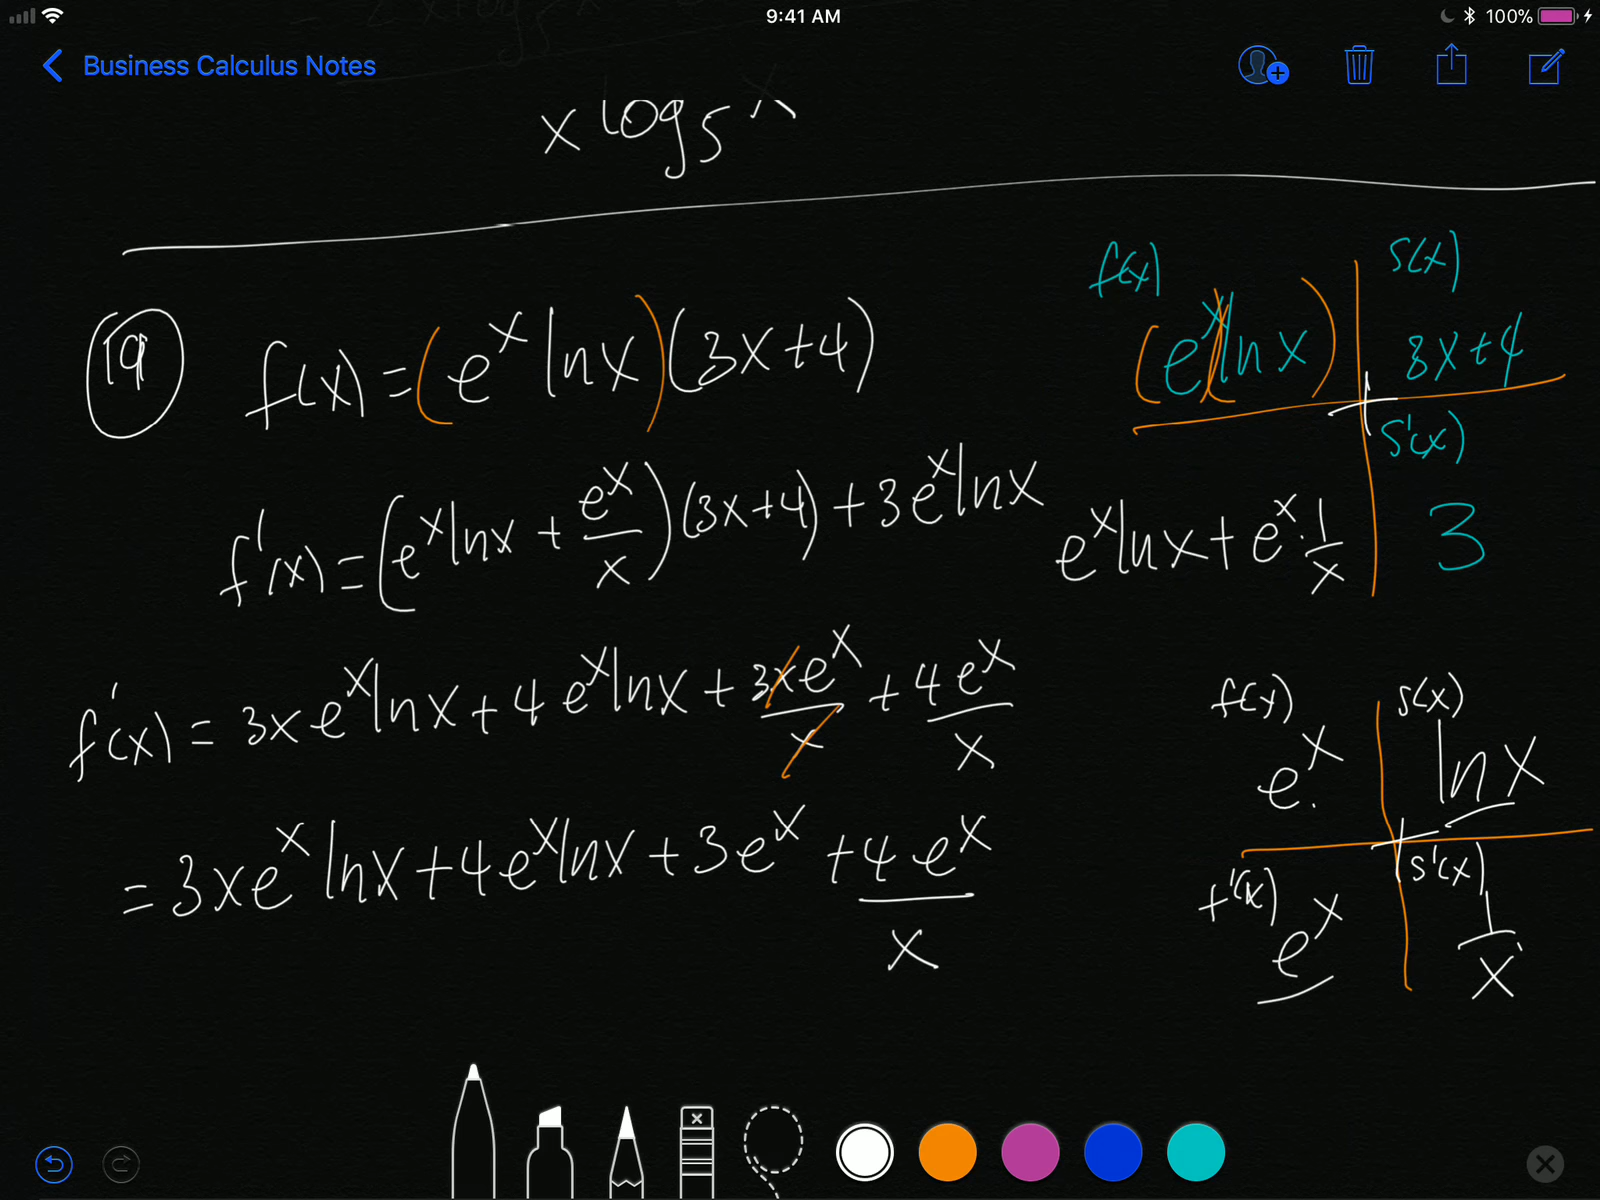 9:41 AM
100%
Business Calculus Notes
x log5 x
19
f(x) = (e^x ln x)(3x+4)
f'(x) = (e^x ln x + e^x/x)(3x+4) + 3e^x ln x
f'(x) = 3xe^x ln x + 4e^x ln x + 3xe^x/x + 4e^x/x
= 3xe^x ln x + 4e^x ln x + 3e^x + 4e^x/x
f(x) s(x)
(e^x ln x) 3x+4
s'(x)
e^x ln x + e^x · 1/x 3
f(x) s(x)
e^x ln x
f'(x) s'(x)
e^x 1/x